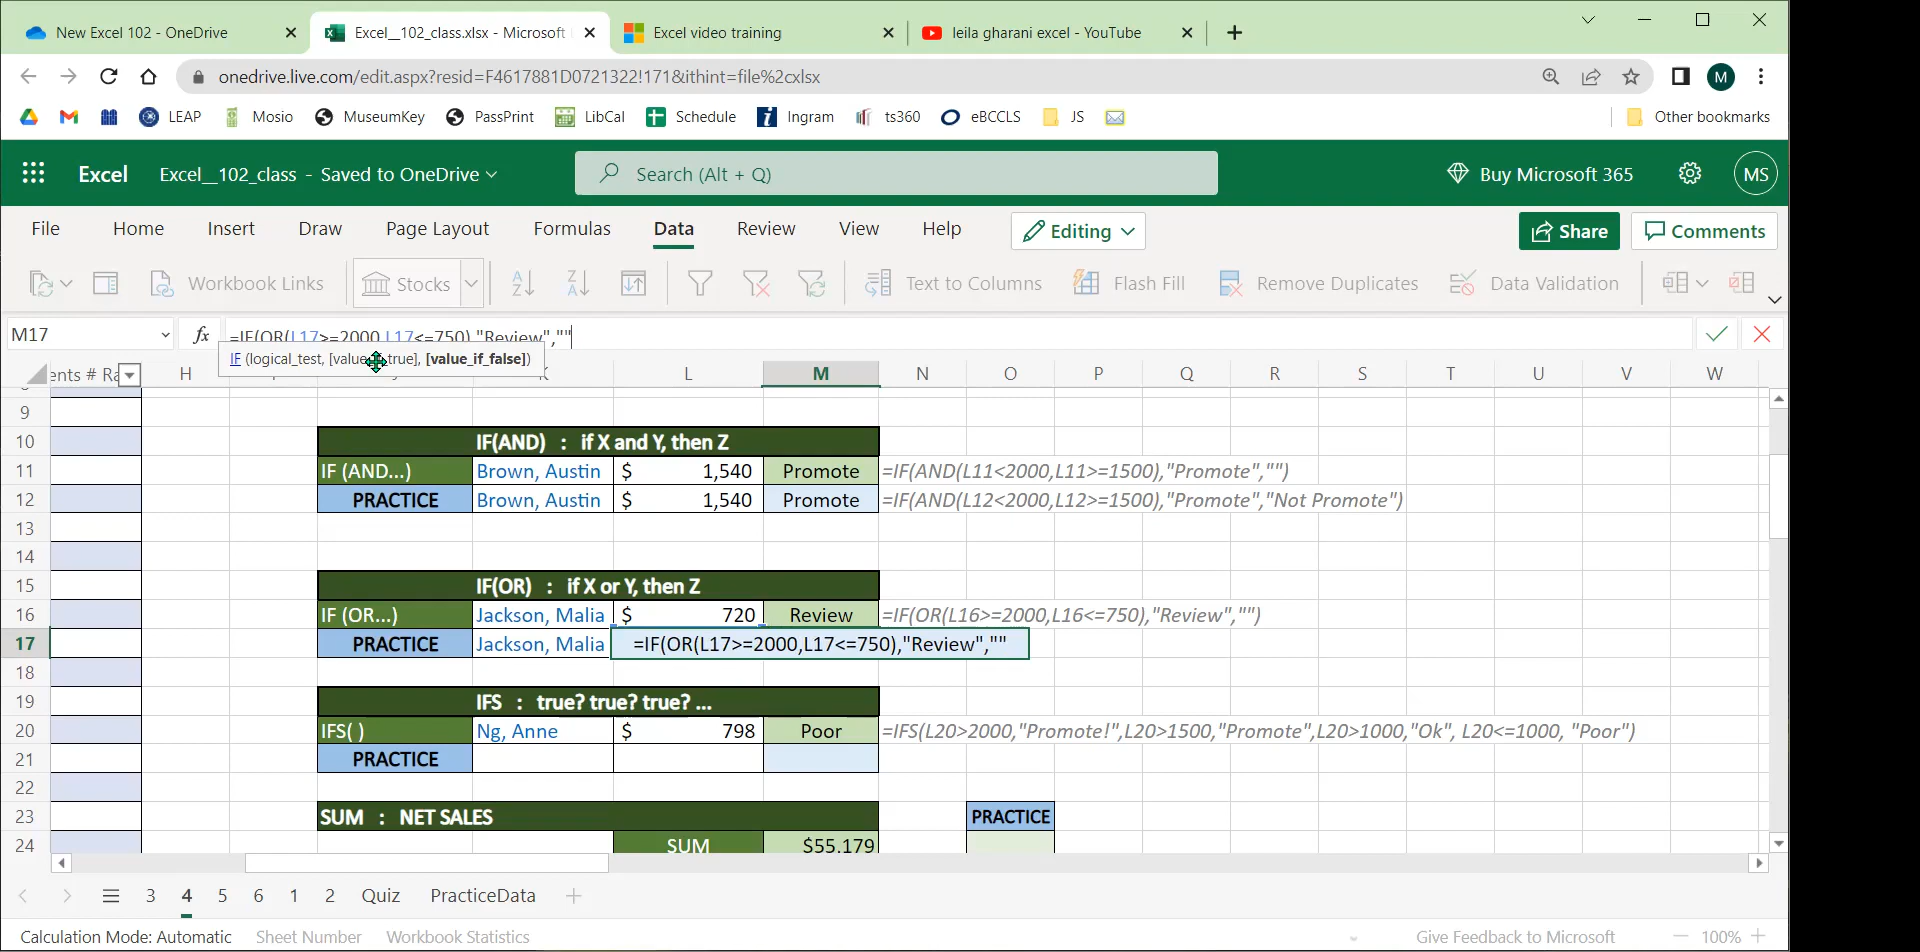 New Excel 102 - OneDrive
Excel__102_class.xlsx - Microsoft
Excel video training
leila gharani excel - YouTube
onedrive.live.com/edit.aspx?resid=F4617881D0721322!171&ithint=file%2cxlsx
M
LEAP
Mosio
MuseumKey
PassPrint
LibCal
Schedule
Ingram
ts360
eBCCLS
JS
Other bookmarks
Excel
Excel__102_class - Saved to OneDrive
Search (Alt + Q)
Buy Microsoft 365
MS
File Home Insert Draw Page Layout Formulas Data Review View Help
Editing
Share
Comments
Workbook Links
Stocks
Text to Columns
Flash Fill
Remove Duplicates
Data Validation
M17
fx
=IF(OR(L17>=2000,L17<=750),"Review",""
IF (logical_test, [value_if_true], [value_if_false])
ents # Ra H L M N O P Q R S T U V W
9
10 IF(AND) : if X and Y, then Z
11 IF (AND...) Brown, Austin $ 1,540 Promote =IF(AND(L11<2000,L11>=1500),"Promote","")
12 PRACTICE Brown, Austin $ 1,540 Promote =IF(AND(L12<2000,L12>=1500),"Promote","Not Promote")
13
14
15 IF(OR) : if X or Y, then Z
16 IF (OR...) Jackson, Malia $ 720 Review =IF(OR(L16>=2000,L16<=750),"Review","")
17 PRACTICE Jackson, Malia =IF(OR(L17>=2000,L17<=750),"Review",""
18
19 IFS : true? true? true? ...
20 IFS( ) Ng, Anne $ 798 Poor =IFS(L20>2000,"Promote!",L20>1500,"Promote",L20>1000,"Ok", L20<=1000, "Poor")
21 PRACTICE
22
23 SUM : NET SALES PRACTICE
24 SUM $55,179
3 4 5 6 1 2 Quiz PracticeData
Calculation Mode: Automatic Sheet Number Workbook Statistics Give Feedback to Microsoft 100%